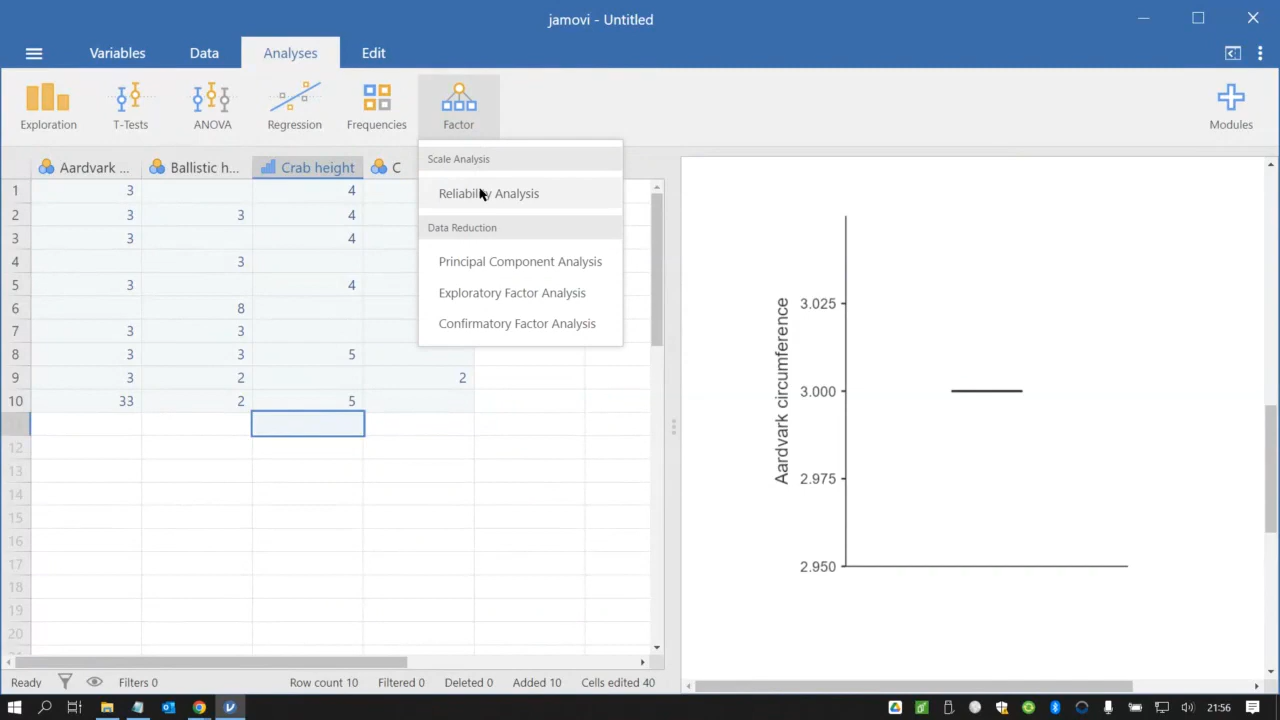 jamovi - Untitled
Variables Data Analyses Edit
Exploration T-Tests ANOVA Regression Frequencies Factor Modules
Scale Analysis
Reliability Analysis
Data Reduction
Principal Component Analysis
Exploratory Factor Analysis
Confirmatory Factor Analysis
Aardvark ... Ballistic h... Crab height C
1 3 4
2 3 3 4
3 3 4
4 3
5 3 4
6 8
7 3 3
8 3 3 5
9 3 2 2
10 33 2 5
12
13
14
15
16
17
18
19
20
Aardvark circumference
3.025
3.000
2.975
2.950
Ready Filters 0 Row count 10 Filtered 0 Deleted 0 Added 10 Cells edited 40
21:56